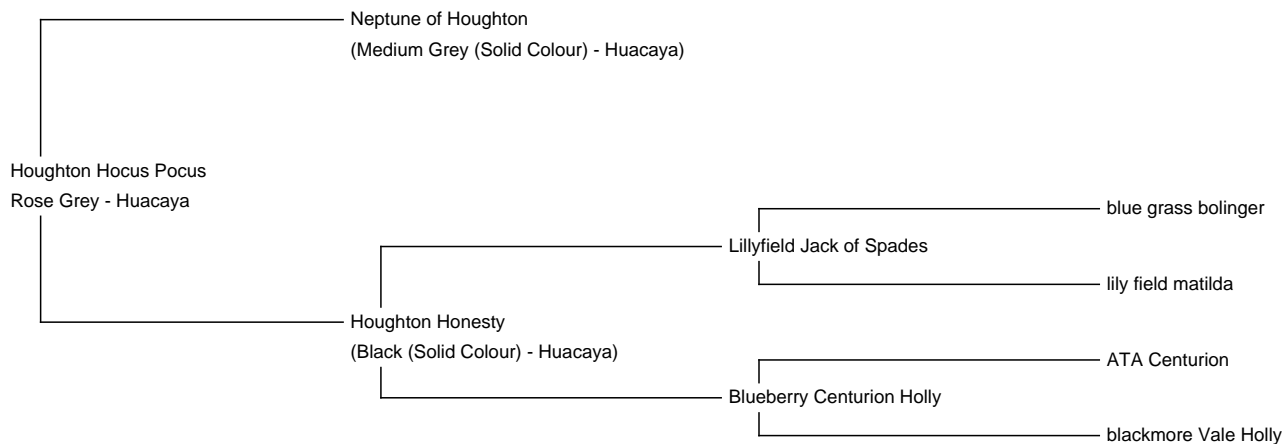 Neptune of Houghton
(Medium Grey (Solid Colour) - Huacaya)
Houghton Hocus Pocus
Rose Grey - Huacaya
blue grass bolinger
Lillyfield Jack of Spades
lily field matilda
Houghton Honesty
(Black (Solid Colour) - Huacaya)
ATA Centurion
Blueberry Centurion Holly
blackmore Vale Holly